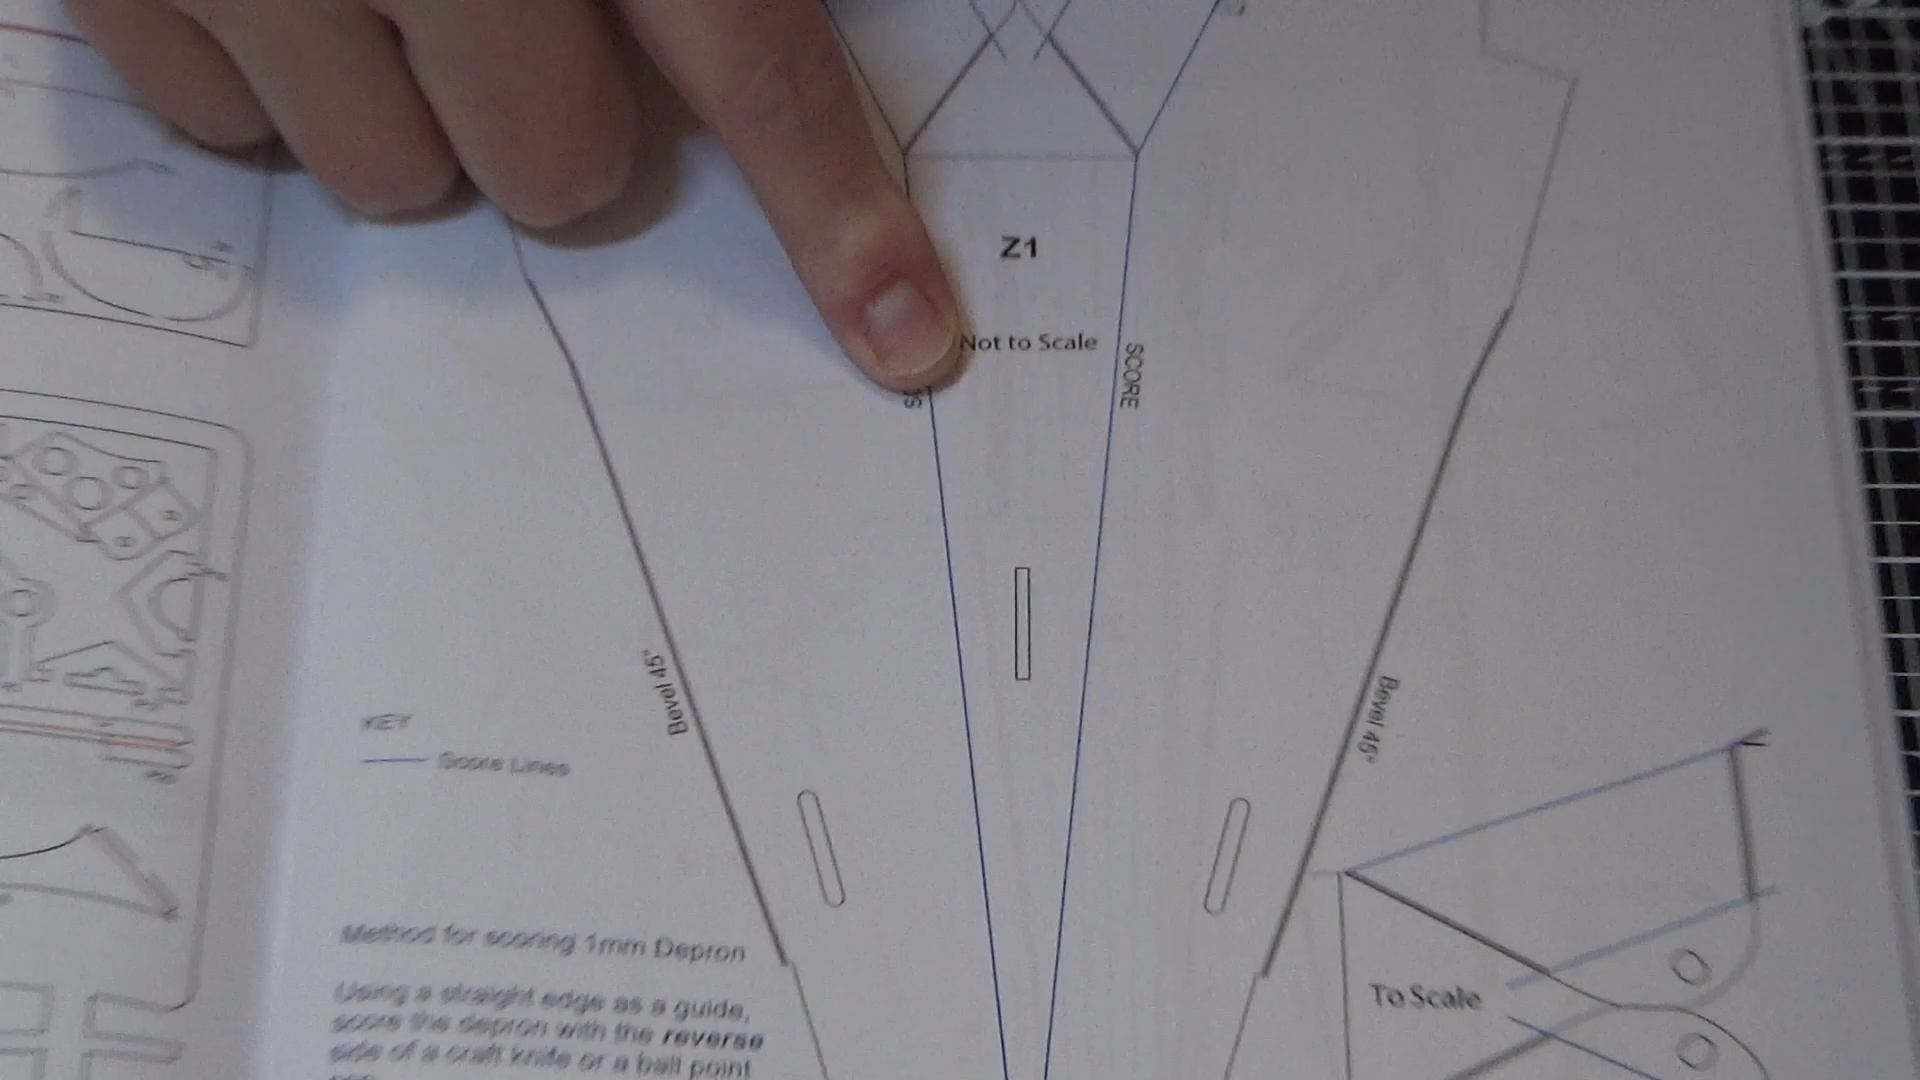 Z1
Not to Scale
SCORE
Bevel 45°
Bevel 45°
KEY
Score Lines
Method for scoring 1mm Depron
Using a straight edge as a guide,
score the depron with the reverse
side of a craft knife or a ball point
To Scale